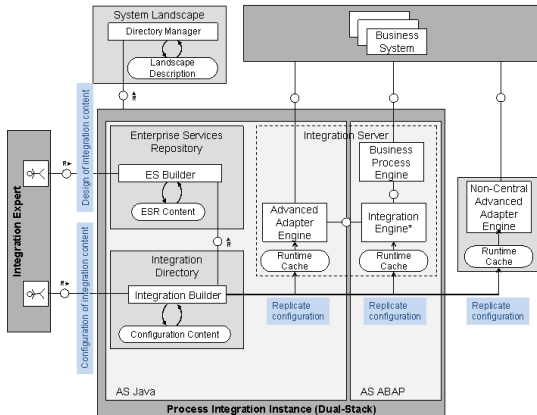 System Landscape
Directory Manager
Landscape
Description
Business
System
R
Design of integration content
Enterprise Services
Repository
ES Builder
ESR Content
Integration Server
Business
Process
Engine
Advanced
Adapter
Engine
Integration
Engine*
Non-Central
Advanced
Adapter
Engine
Runtime
Cache
Runtime
Cache
Runtime
Cache
R
R
Integration Expert
Configuration of integration content
Integration
Directory
Integration Builder
Configuration Content
R
Replicate
configuration
Replicate
configuration
Replicate
configuration
AS Java
AS ABAP
Process Integration Instance (Dual-Stack)